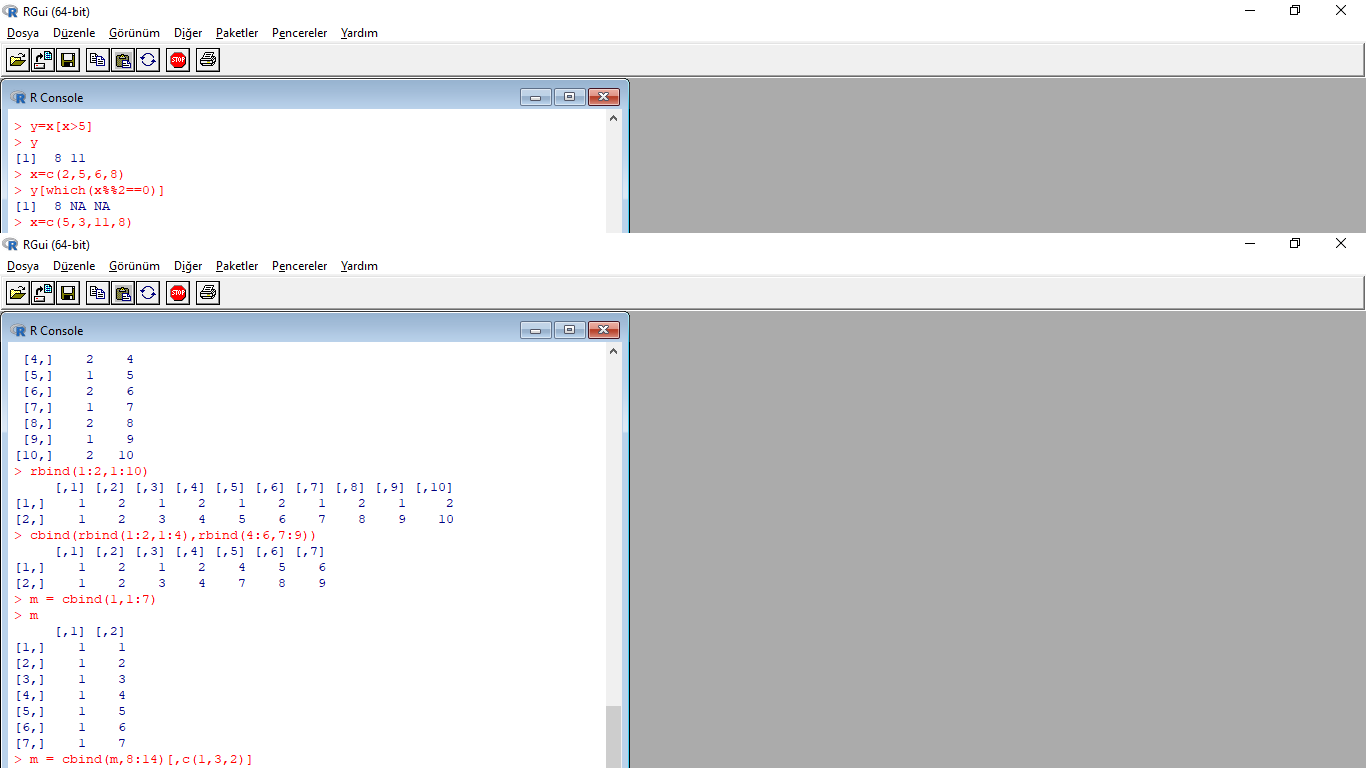 RGui (64-bit)
Dosya Düzenle Görünüm Diğer Paketler Pencereler Yardım
STOP
R Console
> y=x[x>5]
> y
[1]  8 11
> x=c(2,5,6,8)
> y[which(x%%2==0)]
[1]  8 NA NA
> x=c(5,3,11,8)
RGui (64-bit)
Dosya Düzenle Görünüm Diğer Paketler Pencereler Yardım
STOP
R Console
 [4,]    2    4
 [5,]    1    5
 [6,]    2    6
 [7,]    1    7
 [8,]    2    8
 [9,]    1    9
[10,]    2   10
> rbind(1:2,1:10)
     [,1] [,2] [,3] [,4] [,5] [,6] [,7] [,8] [,9] [,10]
[1,]    1    2    1    2    1    2    1    2    1     2
[2,]    1    2    3    4    5    6    7    8    9    10
> cbind(rbind(1:2,1:4),rbind(4:6,7:9))
     [,1] [,2] [,3] [,4] [,5] [,6] [,7]
[1,]    1    2    1    2    4    5    6
[2,]    1    2    3    4    7    8    9
> m = cbind(1,1:7)
> m
     [,1] [,2]
[1,]    1    1
[2,]    1    2
[3,]    1    3
[4,]    1    4
[5,]    1    5
[6,]    1    6
[7,]    1    7
> m = cbind(m,8:14)[,c(1,3,2)]